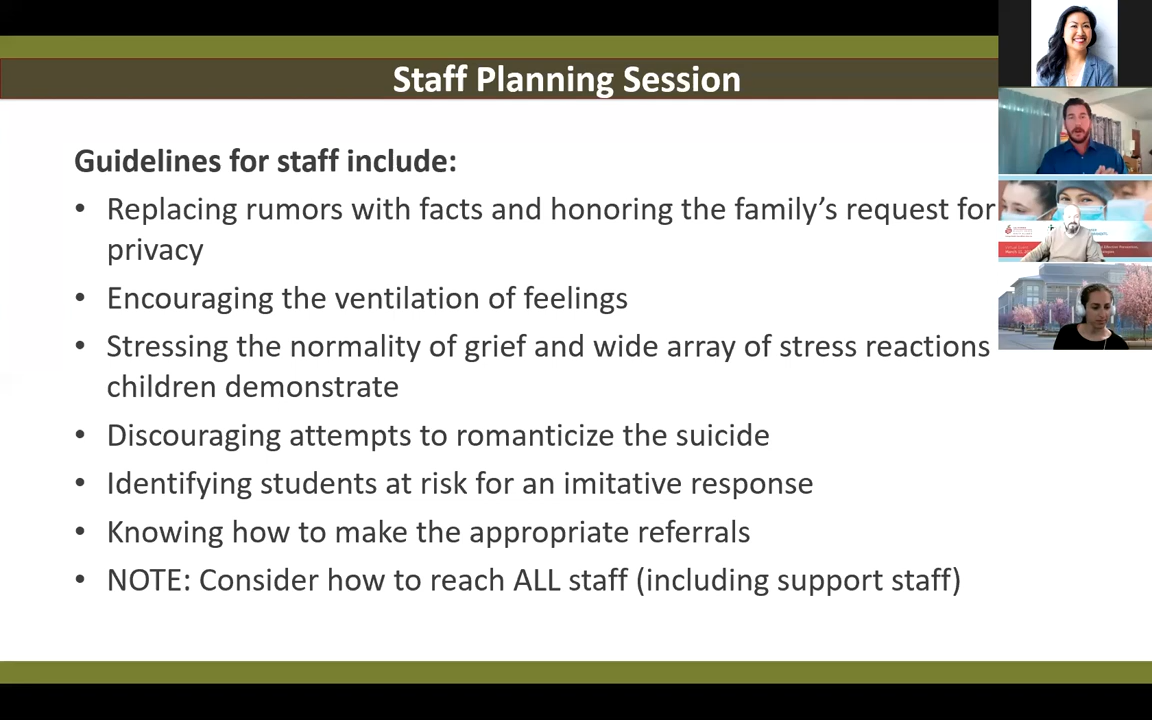 Staff Planning Session
Guidelines for staff include:
• Replacing rumors with facts and honoring the family’s request for
privacy
• Encouraging the ventilation of feelings
• Stressing the normality of grief and wide array of stress reactions
children demonstrate
• Discouraging attempts to romanticize the suicide
• Identifying students at risk for an imitative response
• Knowing how to make the appropriate referrals
• NOTE: Consider how to reach ALL staff (including support staff)